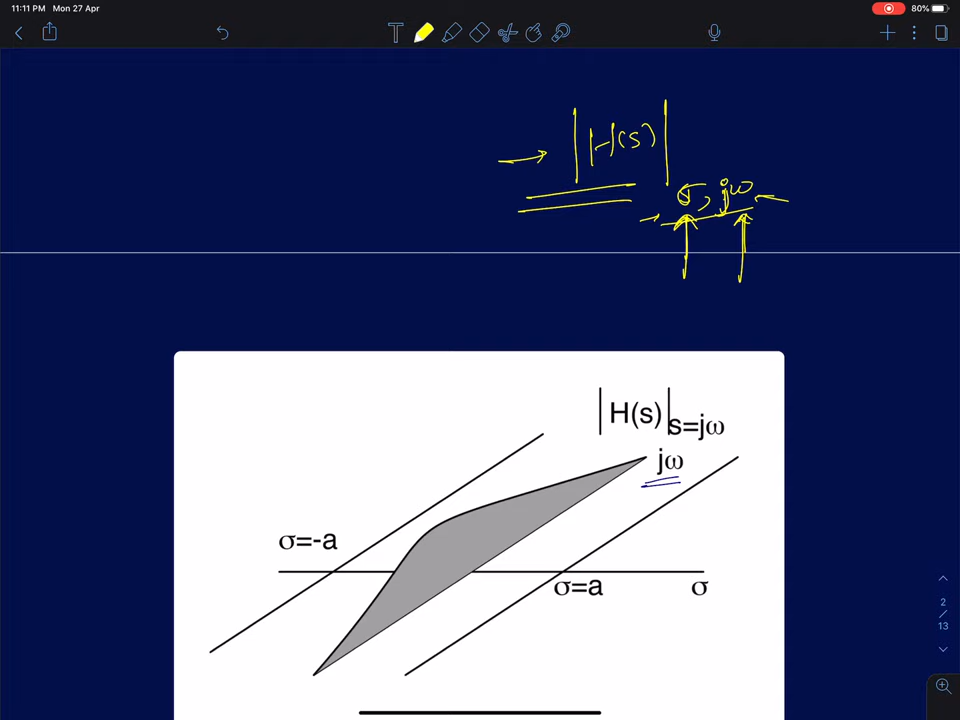 11:11 PM Mon 27 Apr
80%
T
|H(s)|
σ, jω
|H(s)|s=jω
jω
σ=-a
σ=a
σ
2
/
13